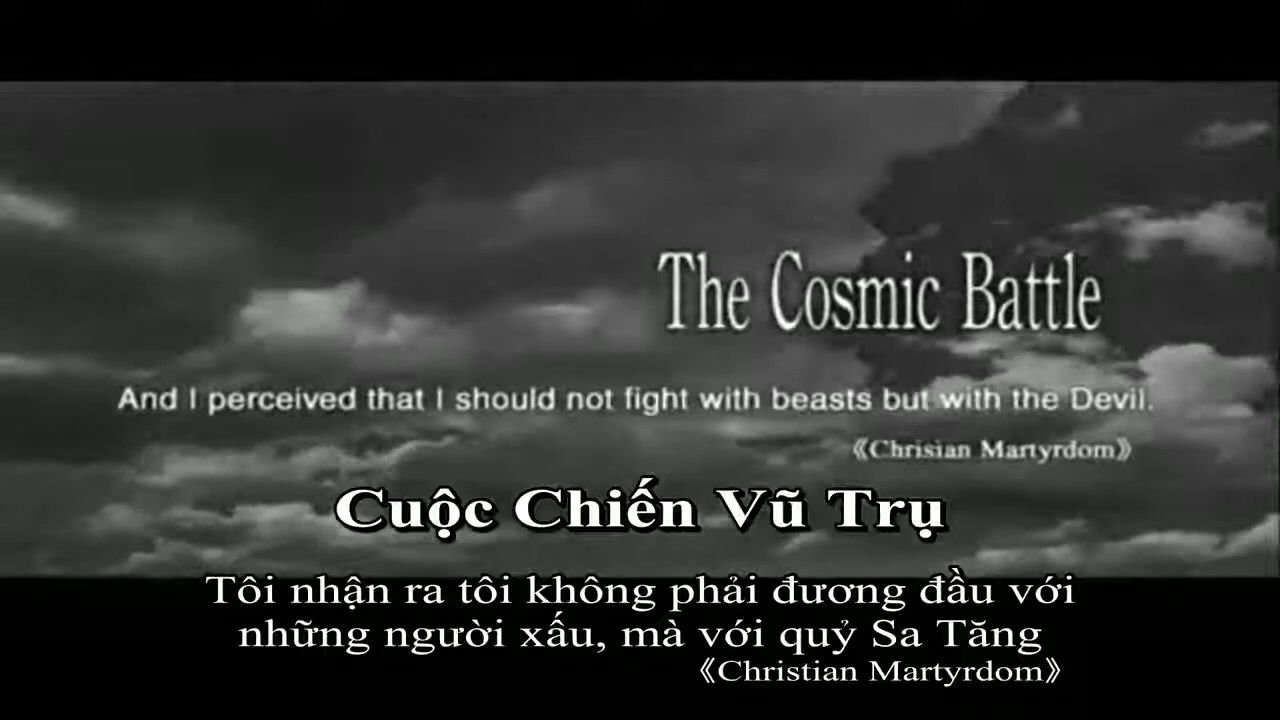 The Cosmic Battle
And I perceived that I should not fight with beasts but with the Devil.
《Chrisian Martyrdom》
Cuộc Chiến Vũ Trụ
Tôi nhận ra tôi không phải đương đầu với
những người xấu, mà với quỷ Sa Tăng
《Christian Martyrdom》